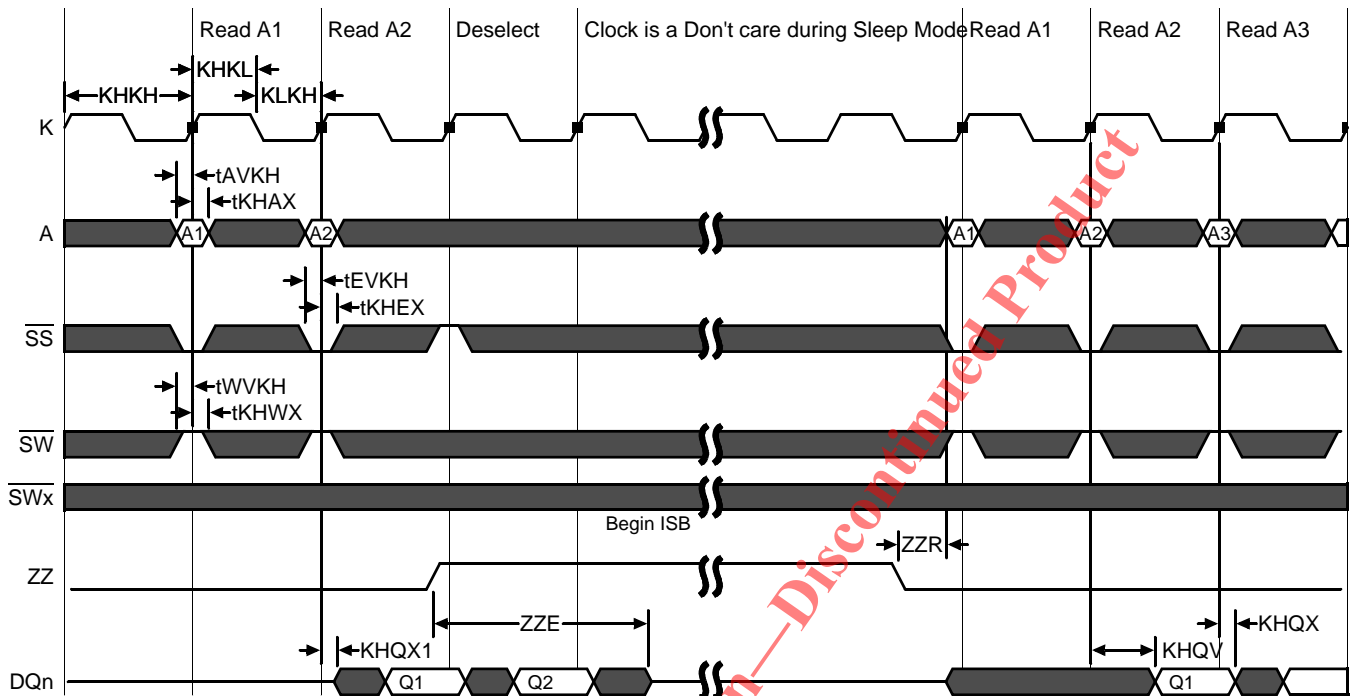 Read A1 Read A2 Deselect Clock is a Don't care during Sleep Mode Read A1 Read A2 Read A3
KHKL
KHKH KLKH
K
tAVKH
tKHAX
A A1 A2 A1 A2 A3
tEVKH
tKHEX
SS
tWVKH
tKHWX
SW
SWx
Begin ISB
ZZR
ZZ
ZZE
KHQX1 KHQV KHQX
DQn Q1 Q2 Q1
n—Discontinued Product